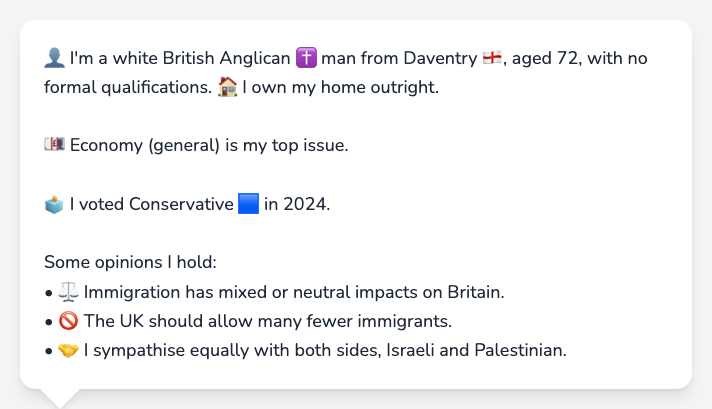 👤 I'm a white British Anglican ✝️ man from Daventry 🏴󠁧󠁢󠁥󠁮󠁧󠁿, aged 72, with no
formal qualifications. 🏠 I own my home outright.
💷 Economy (general) is my top issue.
🗳️ I voted Conservative 🟦 in 2024.
Some opinions I hold:
• ⚖️ Immigration has mixed or neutral impacts on Britain.
• 🚫 The UK should allow many fewer immigrants.
• 🤝 I sympathise equally with both sides, Israeli and Palestinian.